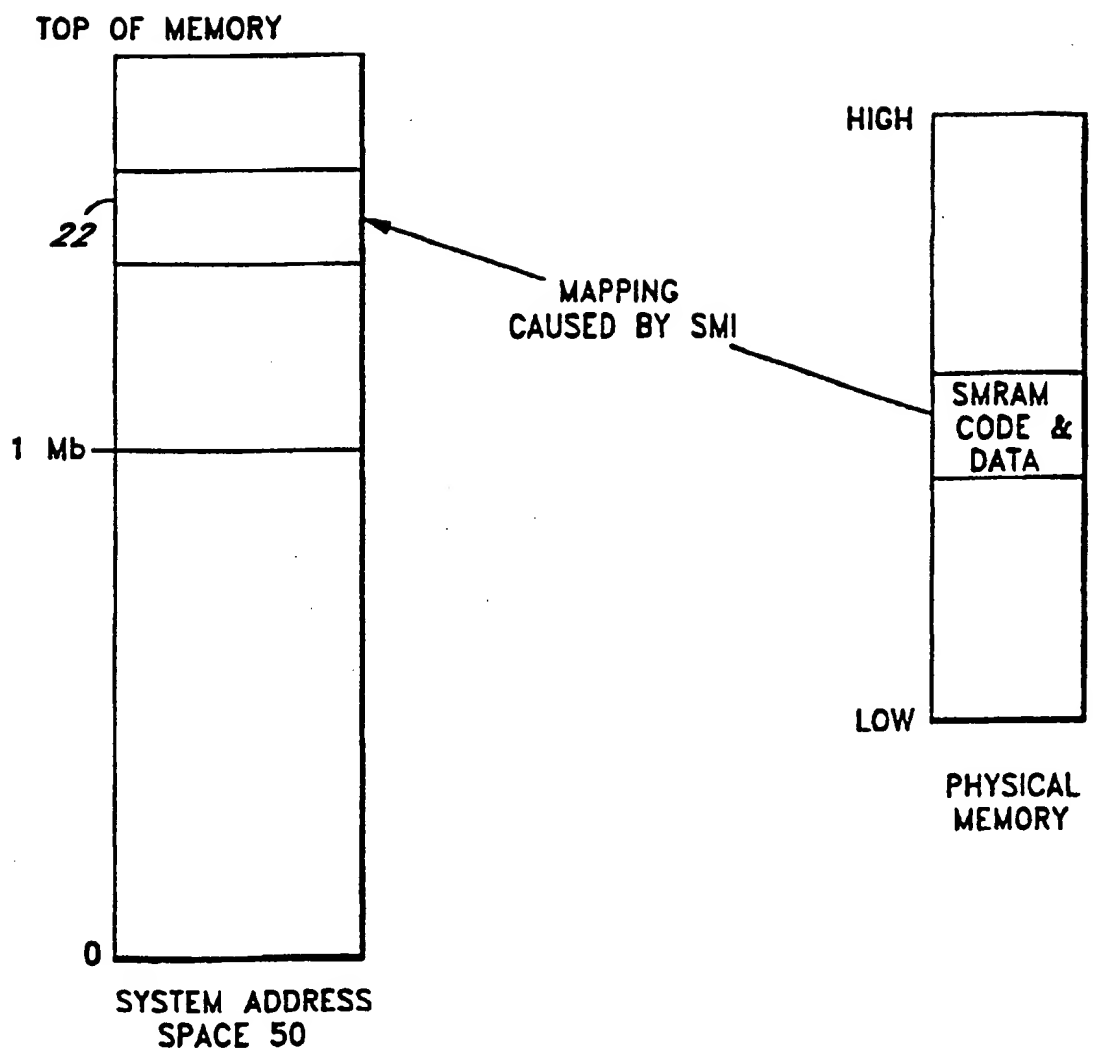 TOP OF MEMORY
HIGH
22
MAPPING
CAUSED BY SMI
SMRAM
CODE &
DATA
1 Mb
LOW
PHYSICAL
MEMORY
0
SYSTEM ADDRESS
SPACE 50